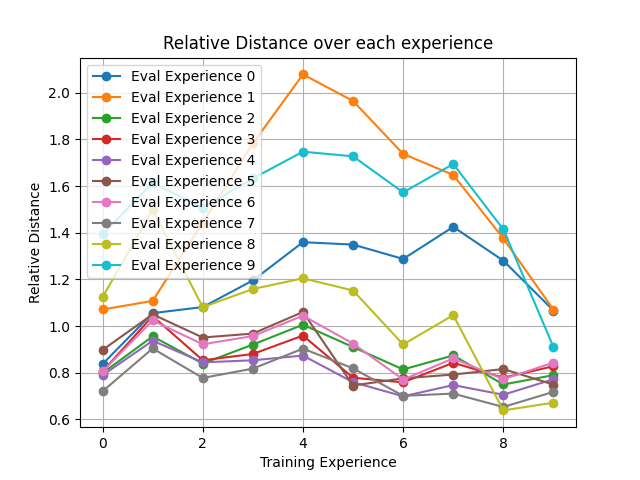 Relative Distance over each experience
Eval Experience 0
Eval Experience 1
Eval Experience 2
Eval Experience 3
Eval Experience 4
Eval Experience 5
Eval Experience 6
Eval Experience 7
Eval Experience 8
Eval Experience 9
Relative Distance
2.0
1.8
1.6
1.4
1.2
1.0
0.8
0.6
0 2 4 6 8
Training Experience